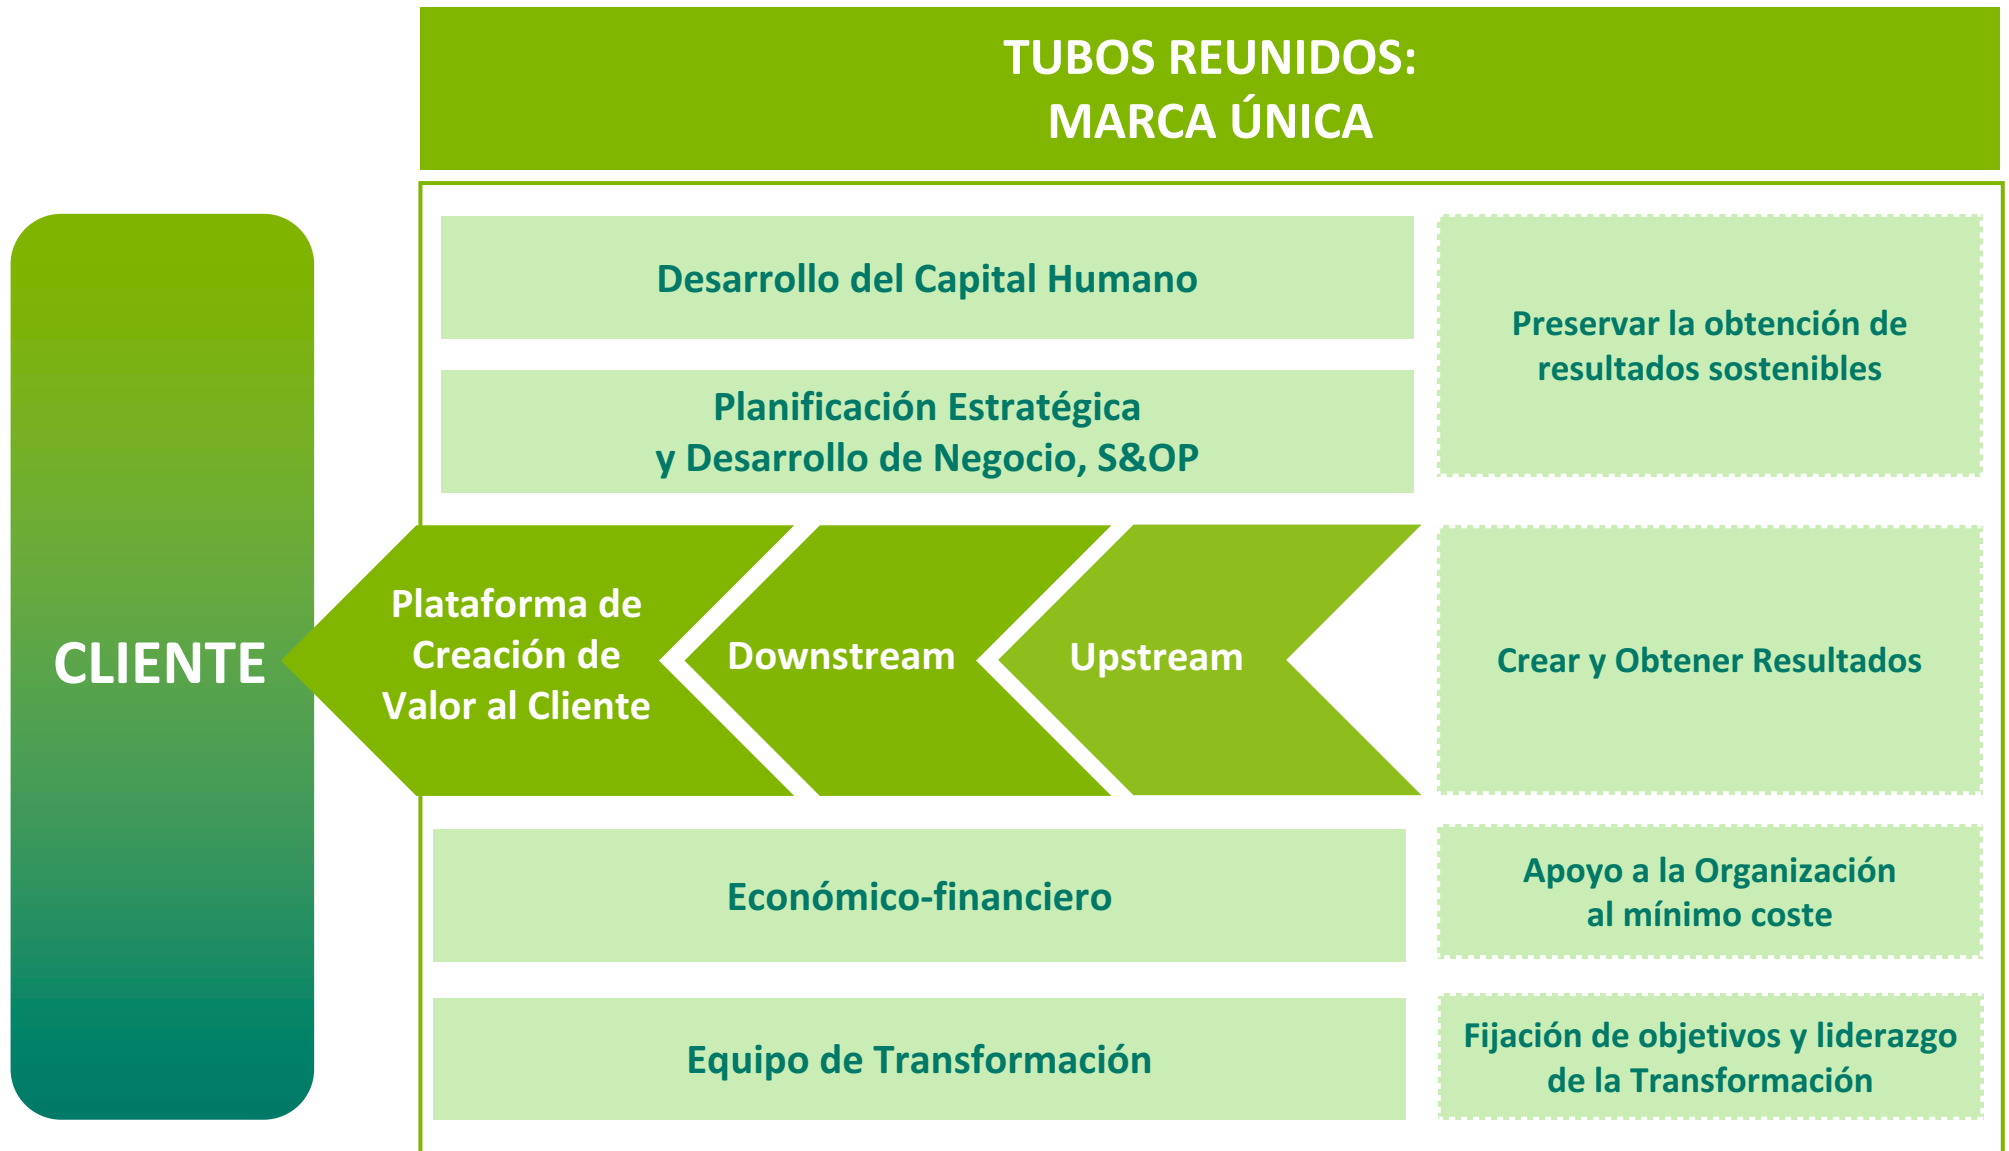 TUBOS REUNIDOS:
MARCA ÚNICA
CLIENTE
Desarrollo del Capital Humano
Preservar la obtención de
resultados sostenibles
Planificación Estratégica
y Desarrollo de Negocio, S&OP
Plataforma de
Creación de
Valor al Cliente
Downstream
Upstream
Crear y Obtener Resultados
Económico-financiero
Apoyo a la Organización
al mínimo coste
Equipo de Transformación
Fijación de objetivos y liderazgo
de la Transformación